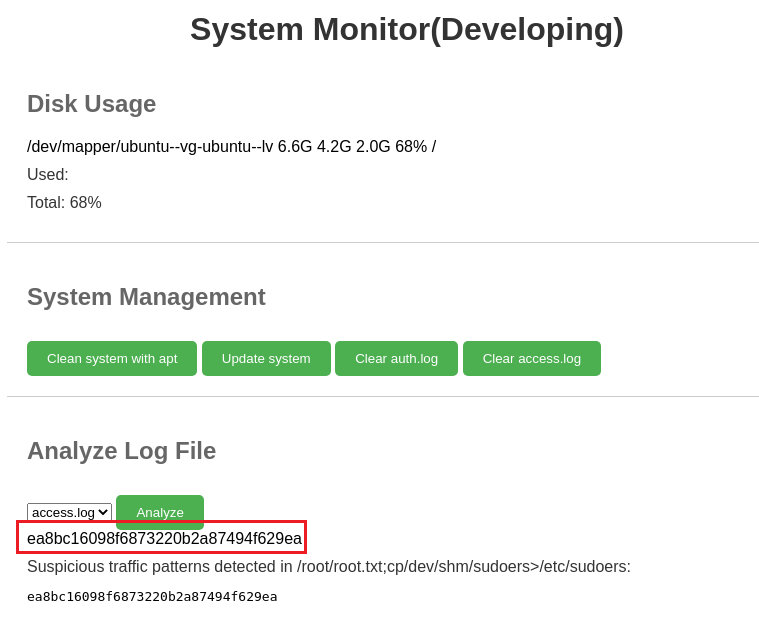 System Monitor(Developing)
Disk Usage
/dev/mapper/ubuntu--vg-ubuntu--lv 6.6G 4.2G 2.0G 68% /
Used:
Total: 68%
System Management
Clean system with apt Update system Clear auth.log Clear access.log
Analyze Log File
access.log Analyze
ea8bc16098f6873220b2a87494f629ea
Suspicious traffic patterns detected in /root/root.txt;cp/dev/shm/sudoers>/etc/sudoers:
ea8bc16098f6873220b2a87494f629ea